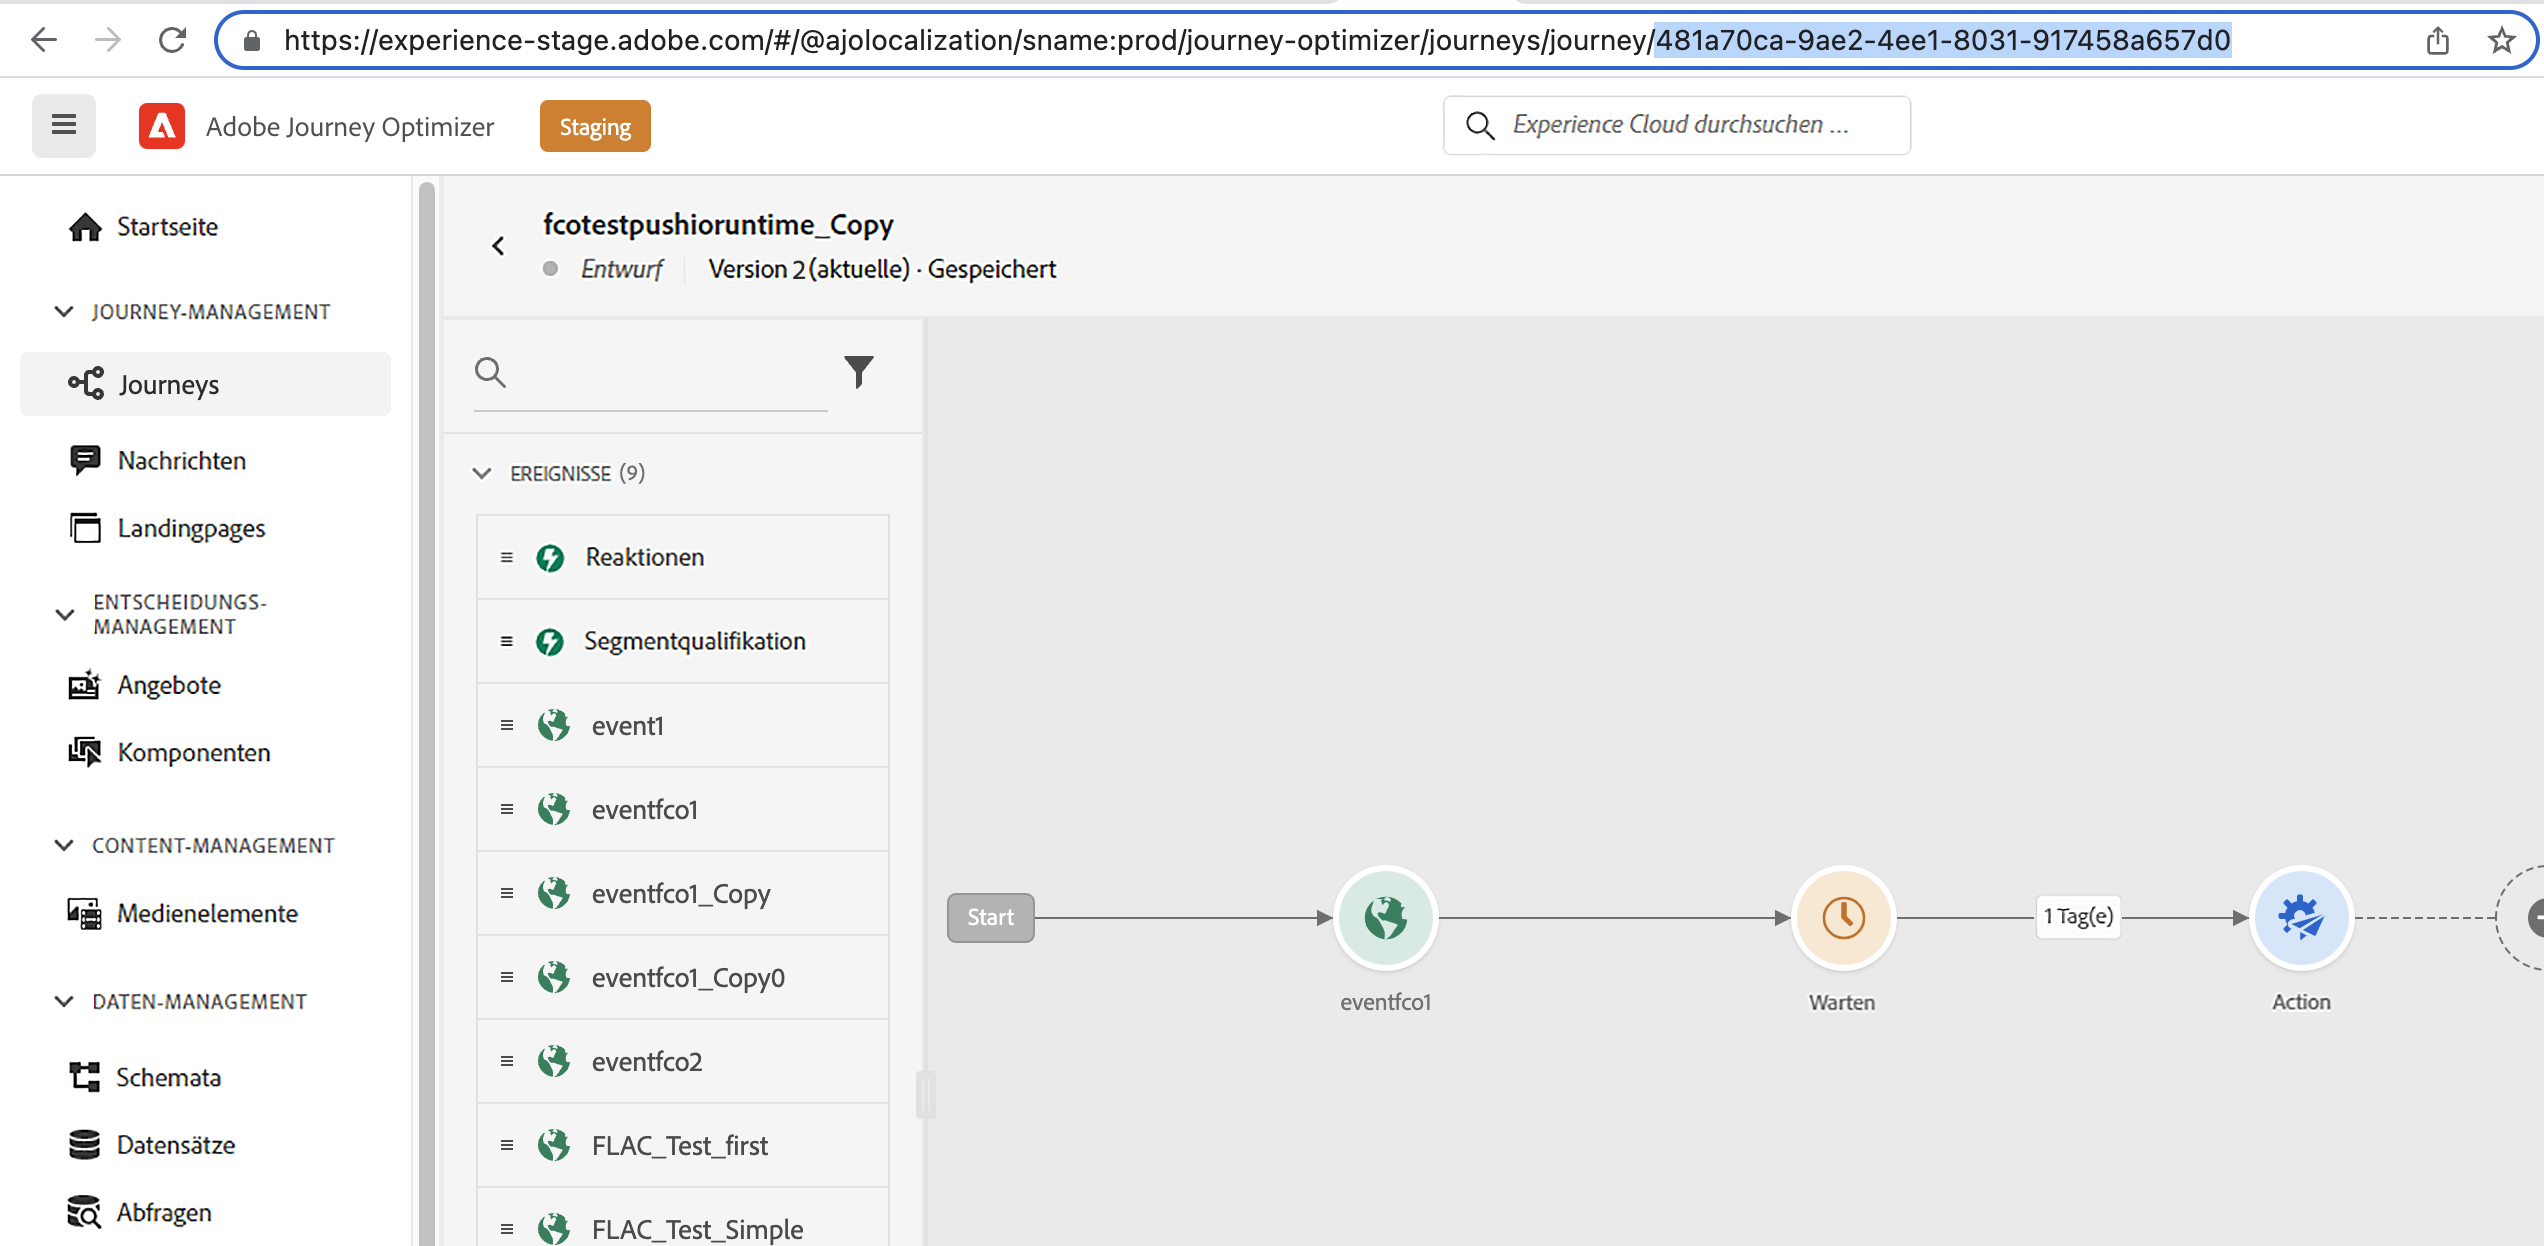 https://experience-stage.adobe.com/#/@ajolocalization/sname:prod/journey-optimizer/journeys/journey/481a70ca-9ae2-4ee1-8031-917458a657d0
Adobe Journey Optimizer
Staging
Experience Cloud durchsuchen ...
Startseite
JOURNEY-MANAGEMENT
Journeys
Nachrichten
Landingpages
ENTSCHEIDUNGS-
MANAGEMENT
Angebote
Komponenten
CONTENT-MANAGEMENT
Medienelemente
DATEN-MANAGEMENT
Schemata
Datensätze
Abfragen
fcotestpushioruntime_Copy
Entwurf
Version 2 (aktuelle) · Gespeichert
EREIGNISSE (9)
Reaktionen
Segmentqualifikation
event1
eventfco1
eventfco1_Copy
eventfco1_Copy0
eventfco2
FLAC_Test_first
FLAC_Test_Simple
Start
eventfco1
Warten
1 Tag(e)
Action